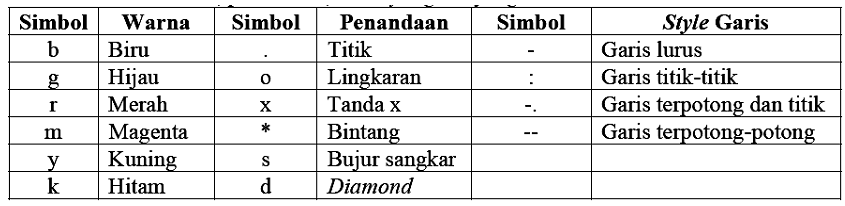 Simbol Warna Simbol Penandaan Simbol Style Garis
b Biru . Titik - Garis lurus
g Hijau o Lingkaran : Garis titik-titik
r Merah x Tanda x -. Garis terpotong dan titik
m Magenta * Bintang -- Garis terpotong-potong
y Kuning s Bujur sangkar
k Hitam d Diamond